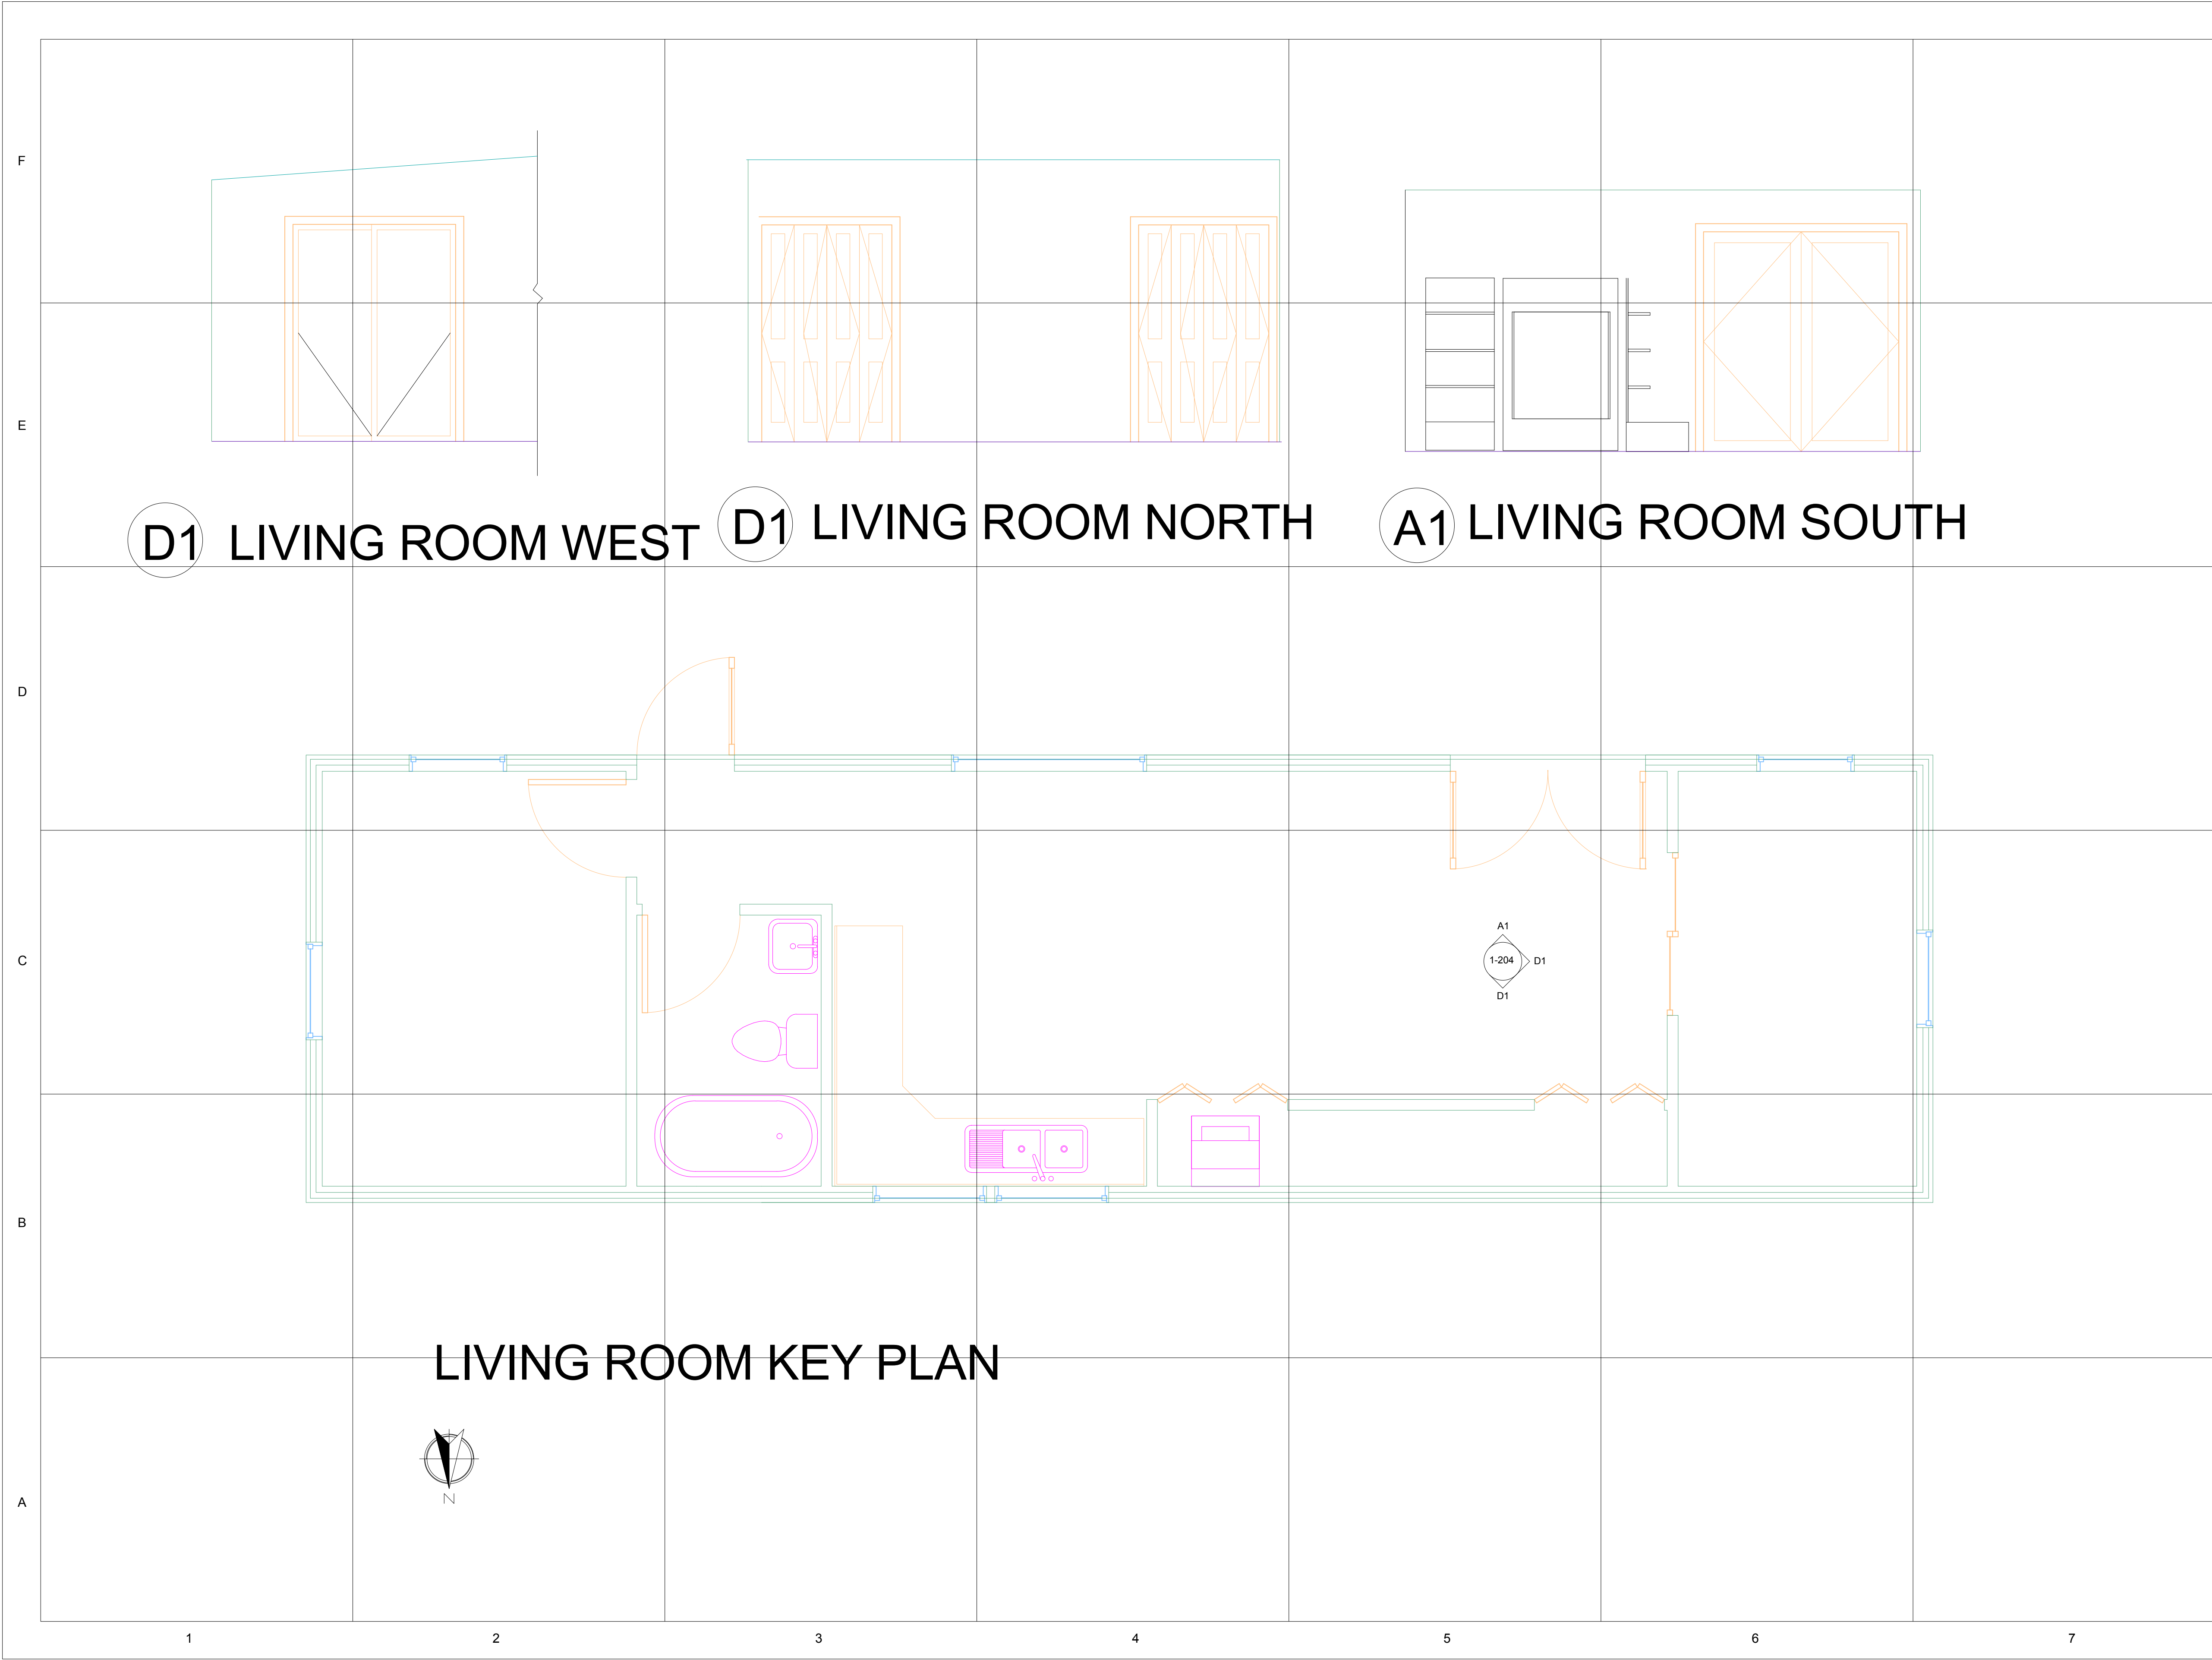 F
E
D1 LIVING ROOM WEST
D1 LIVING ROOM NORTH
A1 LIVING ROOM SOUTH
D
A1
C
1-204
D1
D1
B
LIVING ROOM KEY PLAN
N
A
1
2
3
4
5
6
7